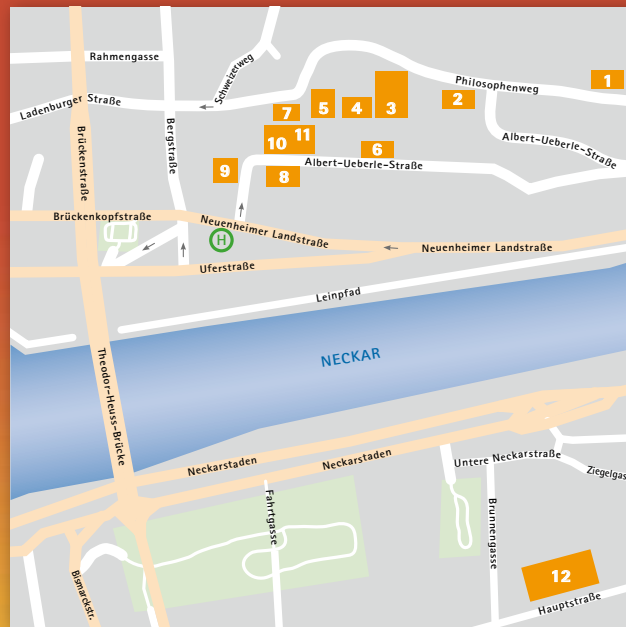 Rahmengasse
Schweizerweg
Philosophenweg
1
2
3
4
5
7
Ladenburger Straße
Brückenstraße
Bergstraße
10
11
6
Albert-Ueberle-Straße
Albert-Ueberle-Straße
9
8
Brückenkopfstraße
Neuenheimer Landstraße
H
Neuenheimer Landstraße
Uferstraße
Leinpfad
NECKAR
Theodor-Heuss-Brücke
Neckarstaden
Neckarstaden
Untere Neckarstraße
Ziegelgas
Fahrtgasse
Brunnengasse
Bismarckstr.
12
Hauptstraße